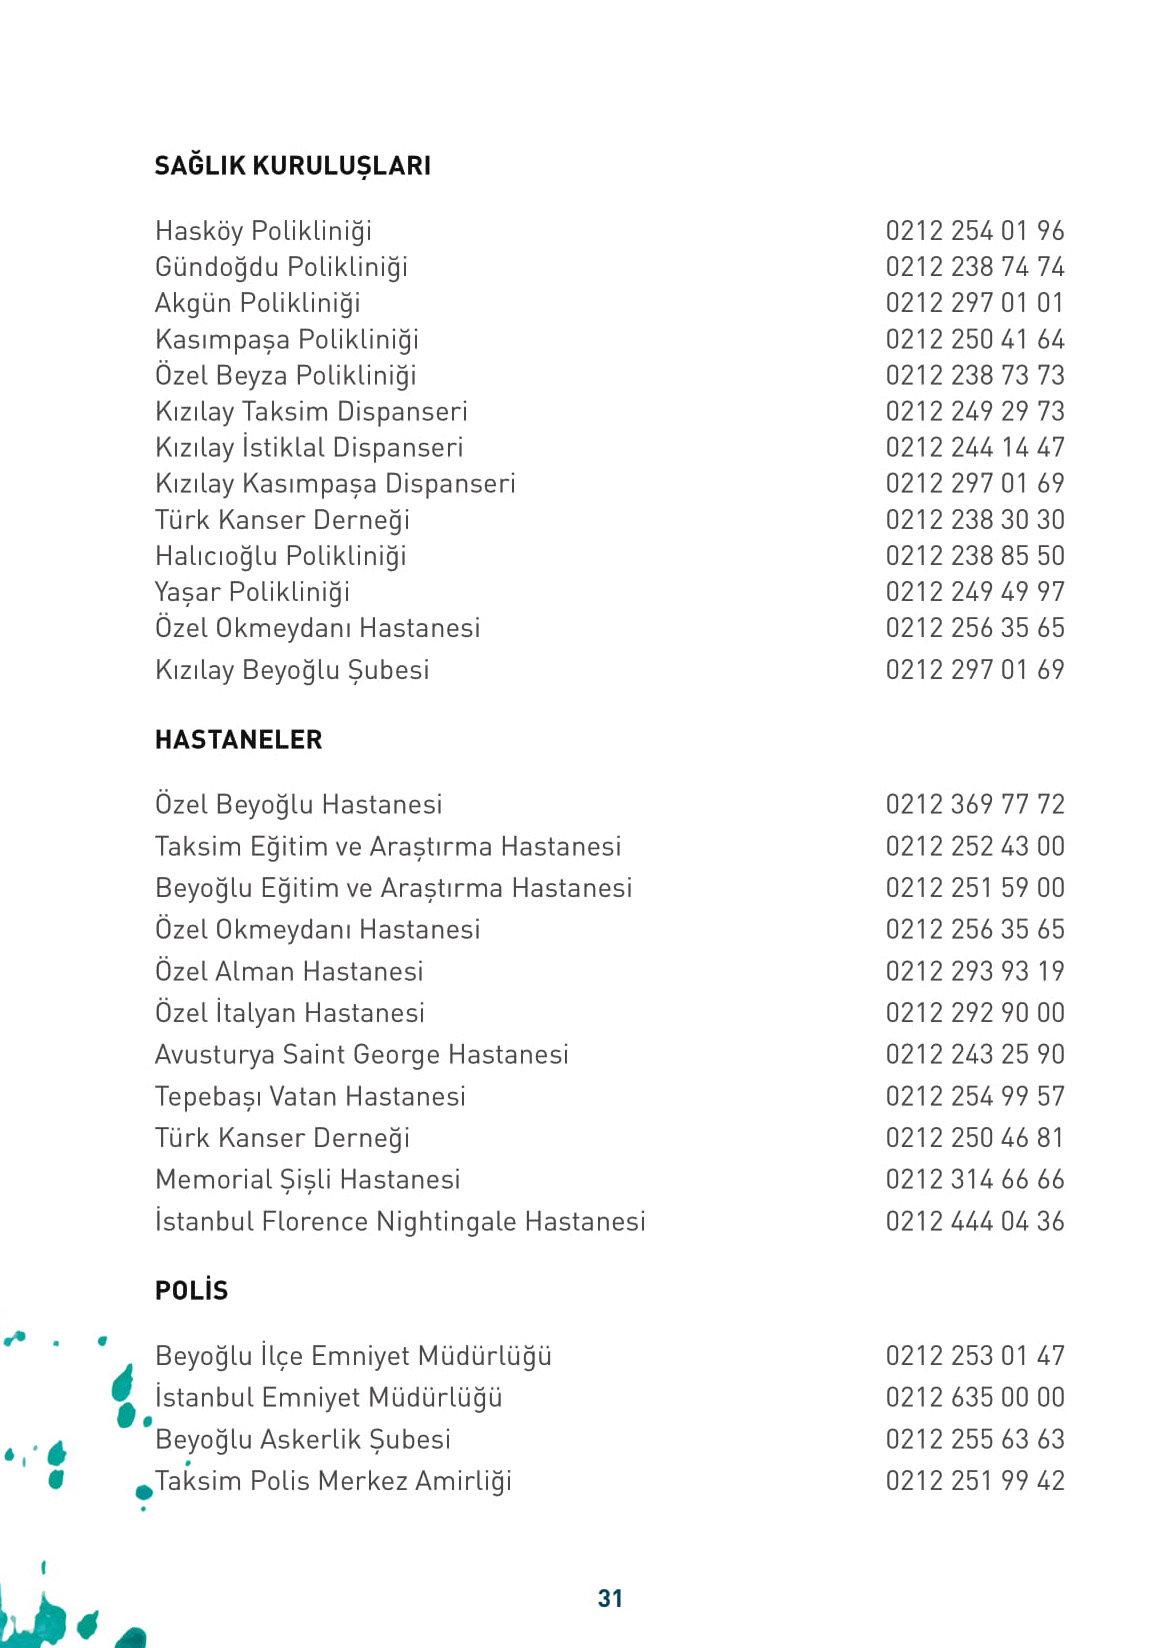 SAĞLIK KURULUŞLARI
Hasköy Polikliniği 0212 254 01 96
Gündoğdu Polikliniği 0212 238 74 74
Akgün Polikliniği 0212 297 01 01
Kasımpaşa Polikliniği 0212 250 41 64
Özel Beyza Polikliniği 0212 238 73 73
Kızılay Taksim Dispanseri 0212 249 29 73
Kızılay İstiklal Dispanseri 0212 244 14 47
Kızılay Kasımpaşa Dispanseri 0212 297 01 69
Türk Kanser Derneği 0212 238 30 30
Halıcıoğlu Polikliniği 0212 238 85 50
Yaşar Polikliniği 0212 249 49 97
Özel Okmeydanı Hastanesi 0212 256 35 65
Kızılay Beyoğlu Şubesi 0212 297 01 69
HASTANELER
Özel Beyoğlu Hastanesi 0212 369 77 72
Taksim Eğitim ve Araştırma Hastanesi 0212 252 43 00
Beyoğlu Eğitim ve Araştırma Hastanesi 0212 251 59 00
Özel Okmeydanı Hastanesi 0212 256 35 65
Özel Alman Hastanesi 0212 293 93 19
Özel İtalyan Hastanesi 0212 292 90 00
Avusturya Saint George Hastanesi 0212 243 25 90
Tepebaşı Vatan Hastanesi 0212 254 99 57
Türk Kanser Derneği 0212 250 46 81
Memorial Şişli Hastanesi 0212 314 66 66
İstanbul Florence Nightingale Hastanesi 0212 444 04 36
POLİS
Beyoğlu İlçe Emniyet Müdürlüğü 0212 253 01 47
İstanbul Emniyet Müdürlüğü 0212 635 00 00
Beyoğlu Askerlik Şubesi 0212 255 63 63
Taksim Polis Merkez Amirliği 0212 251 99 42
31